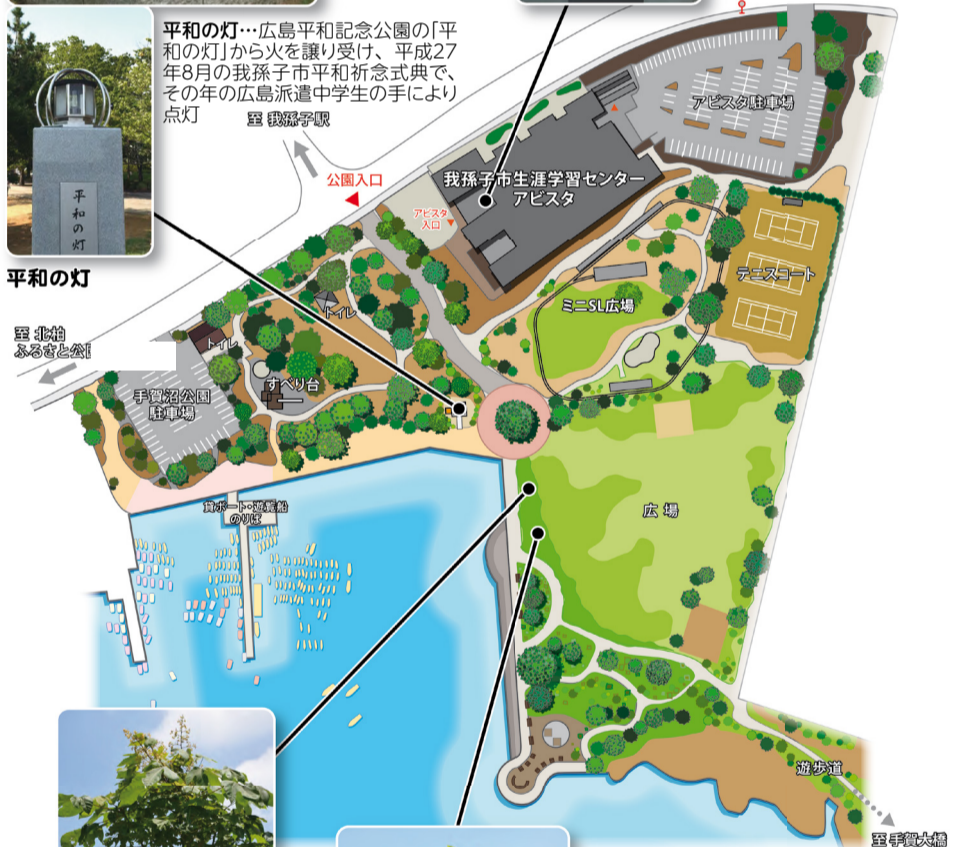 平和の灯…広島平和記念公園の「平
和の灯」から火を譲り受け、平成27
年8月の我孫子市平和祈念式典で、
その年の広島派遣中学生の手により
点灯
至 我孫子駅
公園入口
アビスタ駐車場
我孫子市生涯学習センター
アビスタ
アビスタ
入口
平和の灯
平和の灯
テニスコート
ミニSL広場
トイレ
至 北柏
ふるさと公
トイレ
すべり台
手賀沼公園
駐車場
貸ボート・遊覧船
のりば
広場
遊歩道
至 手賀大橋